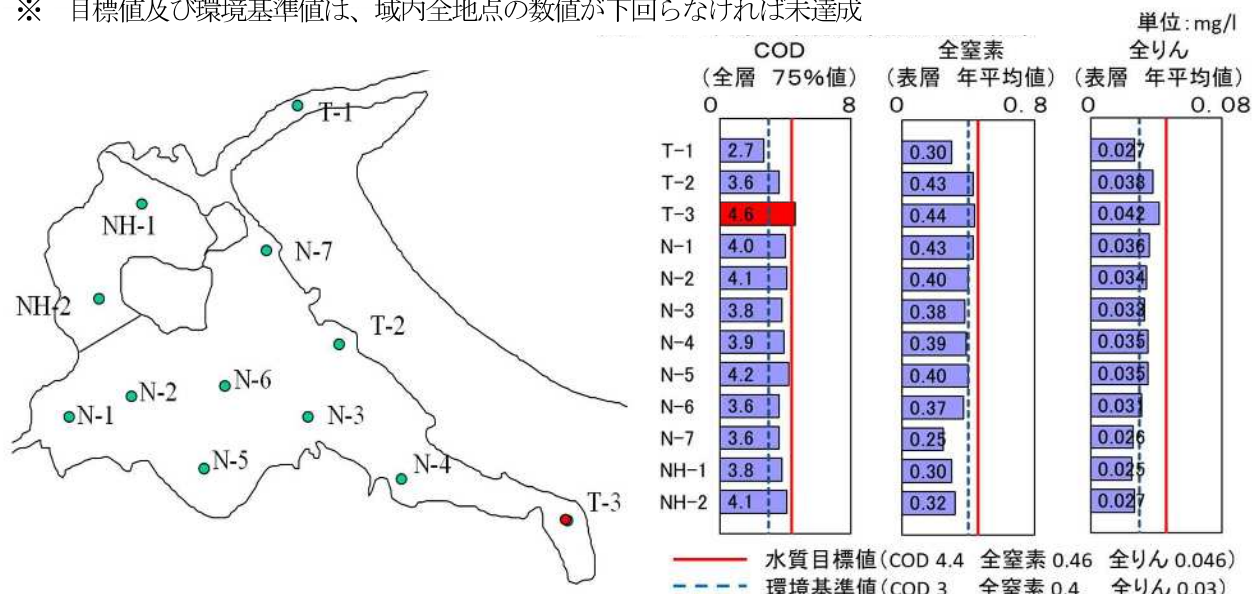 ※ 目標値及び環境基準値は、域内全地点の数値が下回らなければ未達成
単位:mg/l
COD
(全層 75%値)
0 8
全窒素
(表層 年平均値)
0 0.8
全りん
(表層 年平均値)
0 0.08
T-1 2.7 0.30 0.027
T-2 3.6 0.43 0.038
T-3 4.6 0.44 0.042
N-1 4.0 0.43 0.036
N-2 4.1 0.40 0.034
N-3 3.8 0.38 0.033
N-4 3.9 0.39 0.035
N-5 4.2 0.40 0.035
N-6 3.6 0.37 0.031
N-7 3.6 0.25 0.026
NH-1 3.8 0.30 0.025
NH-2 4.1 0.32 0.027
水質目標値(COD 4.4 全窒素 0.46 全りん 0.046)
環境基準値(COD 3 全窒素 0.4 全りん 0.03)
T-1
NH-1
N-7
NH-2
T-2
N-6
N-2
N-1
N-3
N-5
N-4
T-3